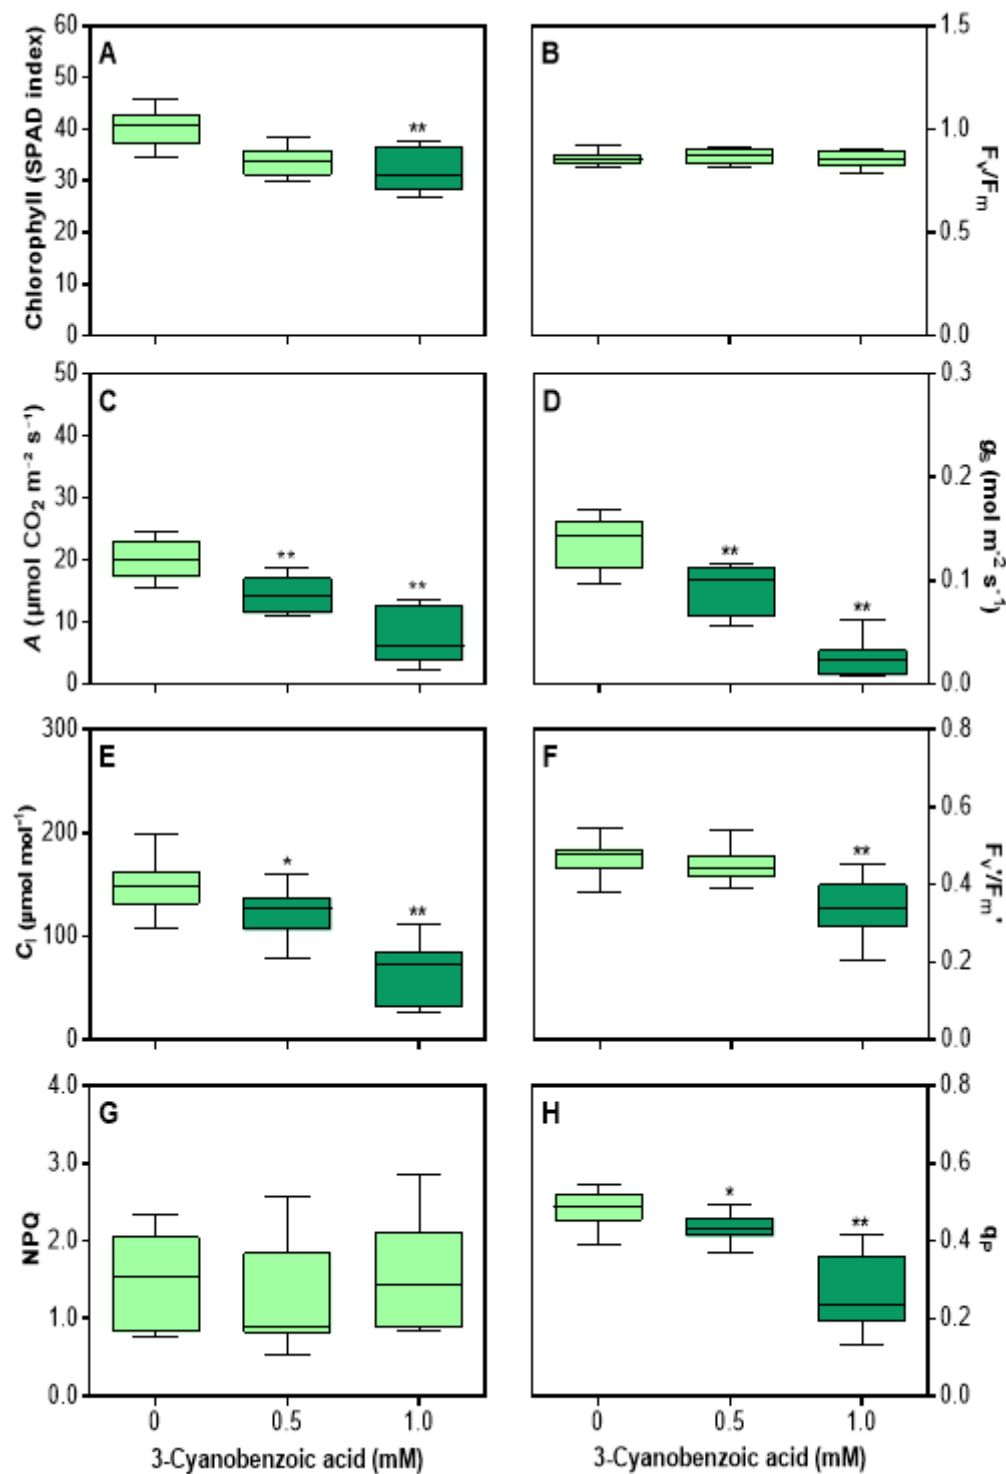 A
Chlorophyll (SPAD index)
60
50
40
30
20
10
0
**
B
Fv/Fm
1.5
1.0
0.5
0.0
C
A (µmol CO₂ m⁻² s⁻¹)
50
40
30
20
10
0
**
**
D
gs (mol m⁻² s⁻¹)
0.3
0.2
0.1
0.0
**
**
E
Ci (µmol mol⁻¹)
300
200
100
0
*
**
F
Fv'/Fm'
0.8
0.6
0.4
0.2
0.0
**
G
NPQ
4.0
3.0
2.0
1.0
0.0
0 0.5 1.0
3-Cyanobenzoic acid (mM)
H
qP
0.8
0.6
0.4
0.2
0.0
*
**
0 0.5 1.0
3-Cyanobenzoic acid (mM)